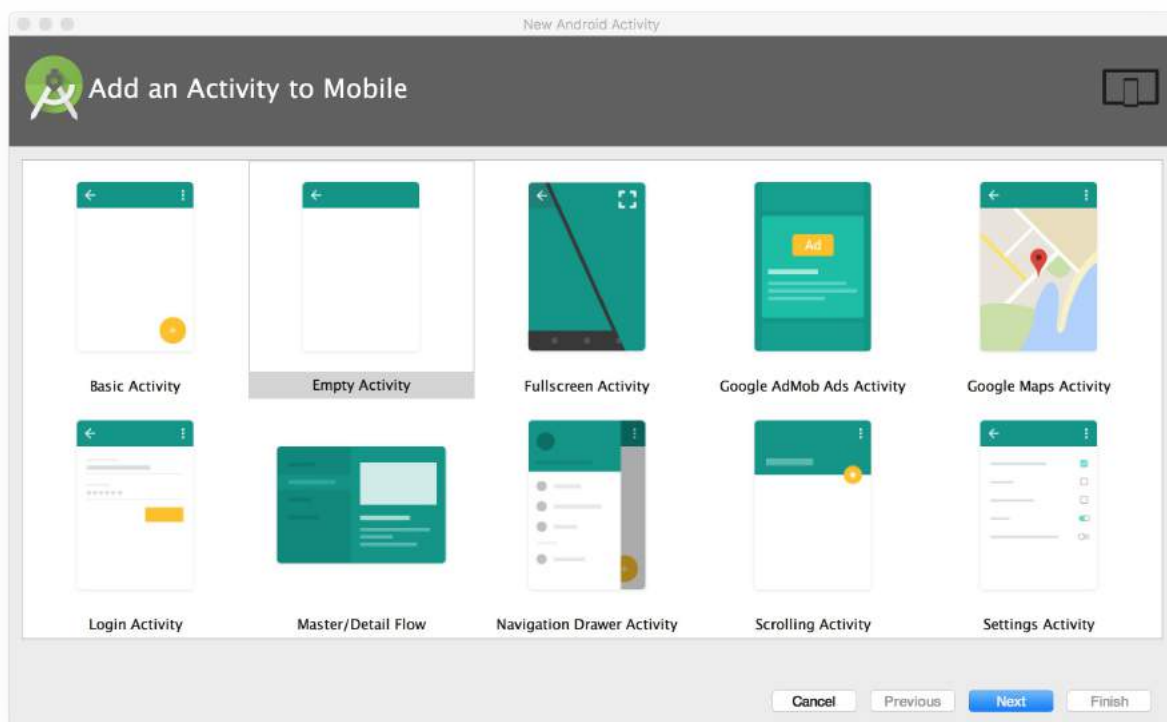 New Android Activity
Add an Activity to Mobile
Ad
Basic Activity
Empty Activity
Fullscreen Activity
Google AdMob Ads Activity
Google Maps Activity
Login Activity
Master/Detail Flow
Navigation Drawer Activity
Scrolling Activity
Settings Activity
Cancel
Previous
Next
Finish